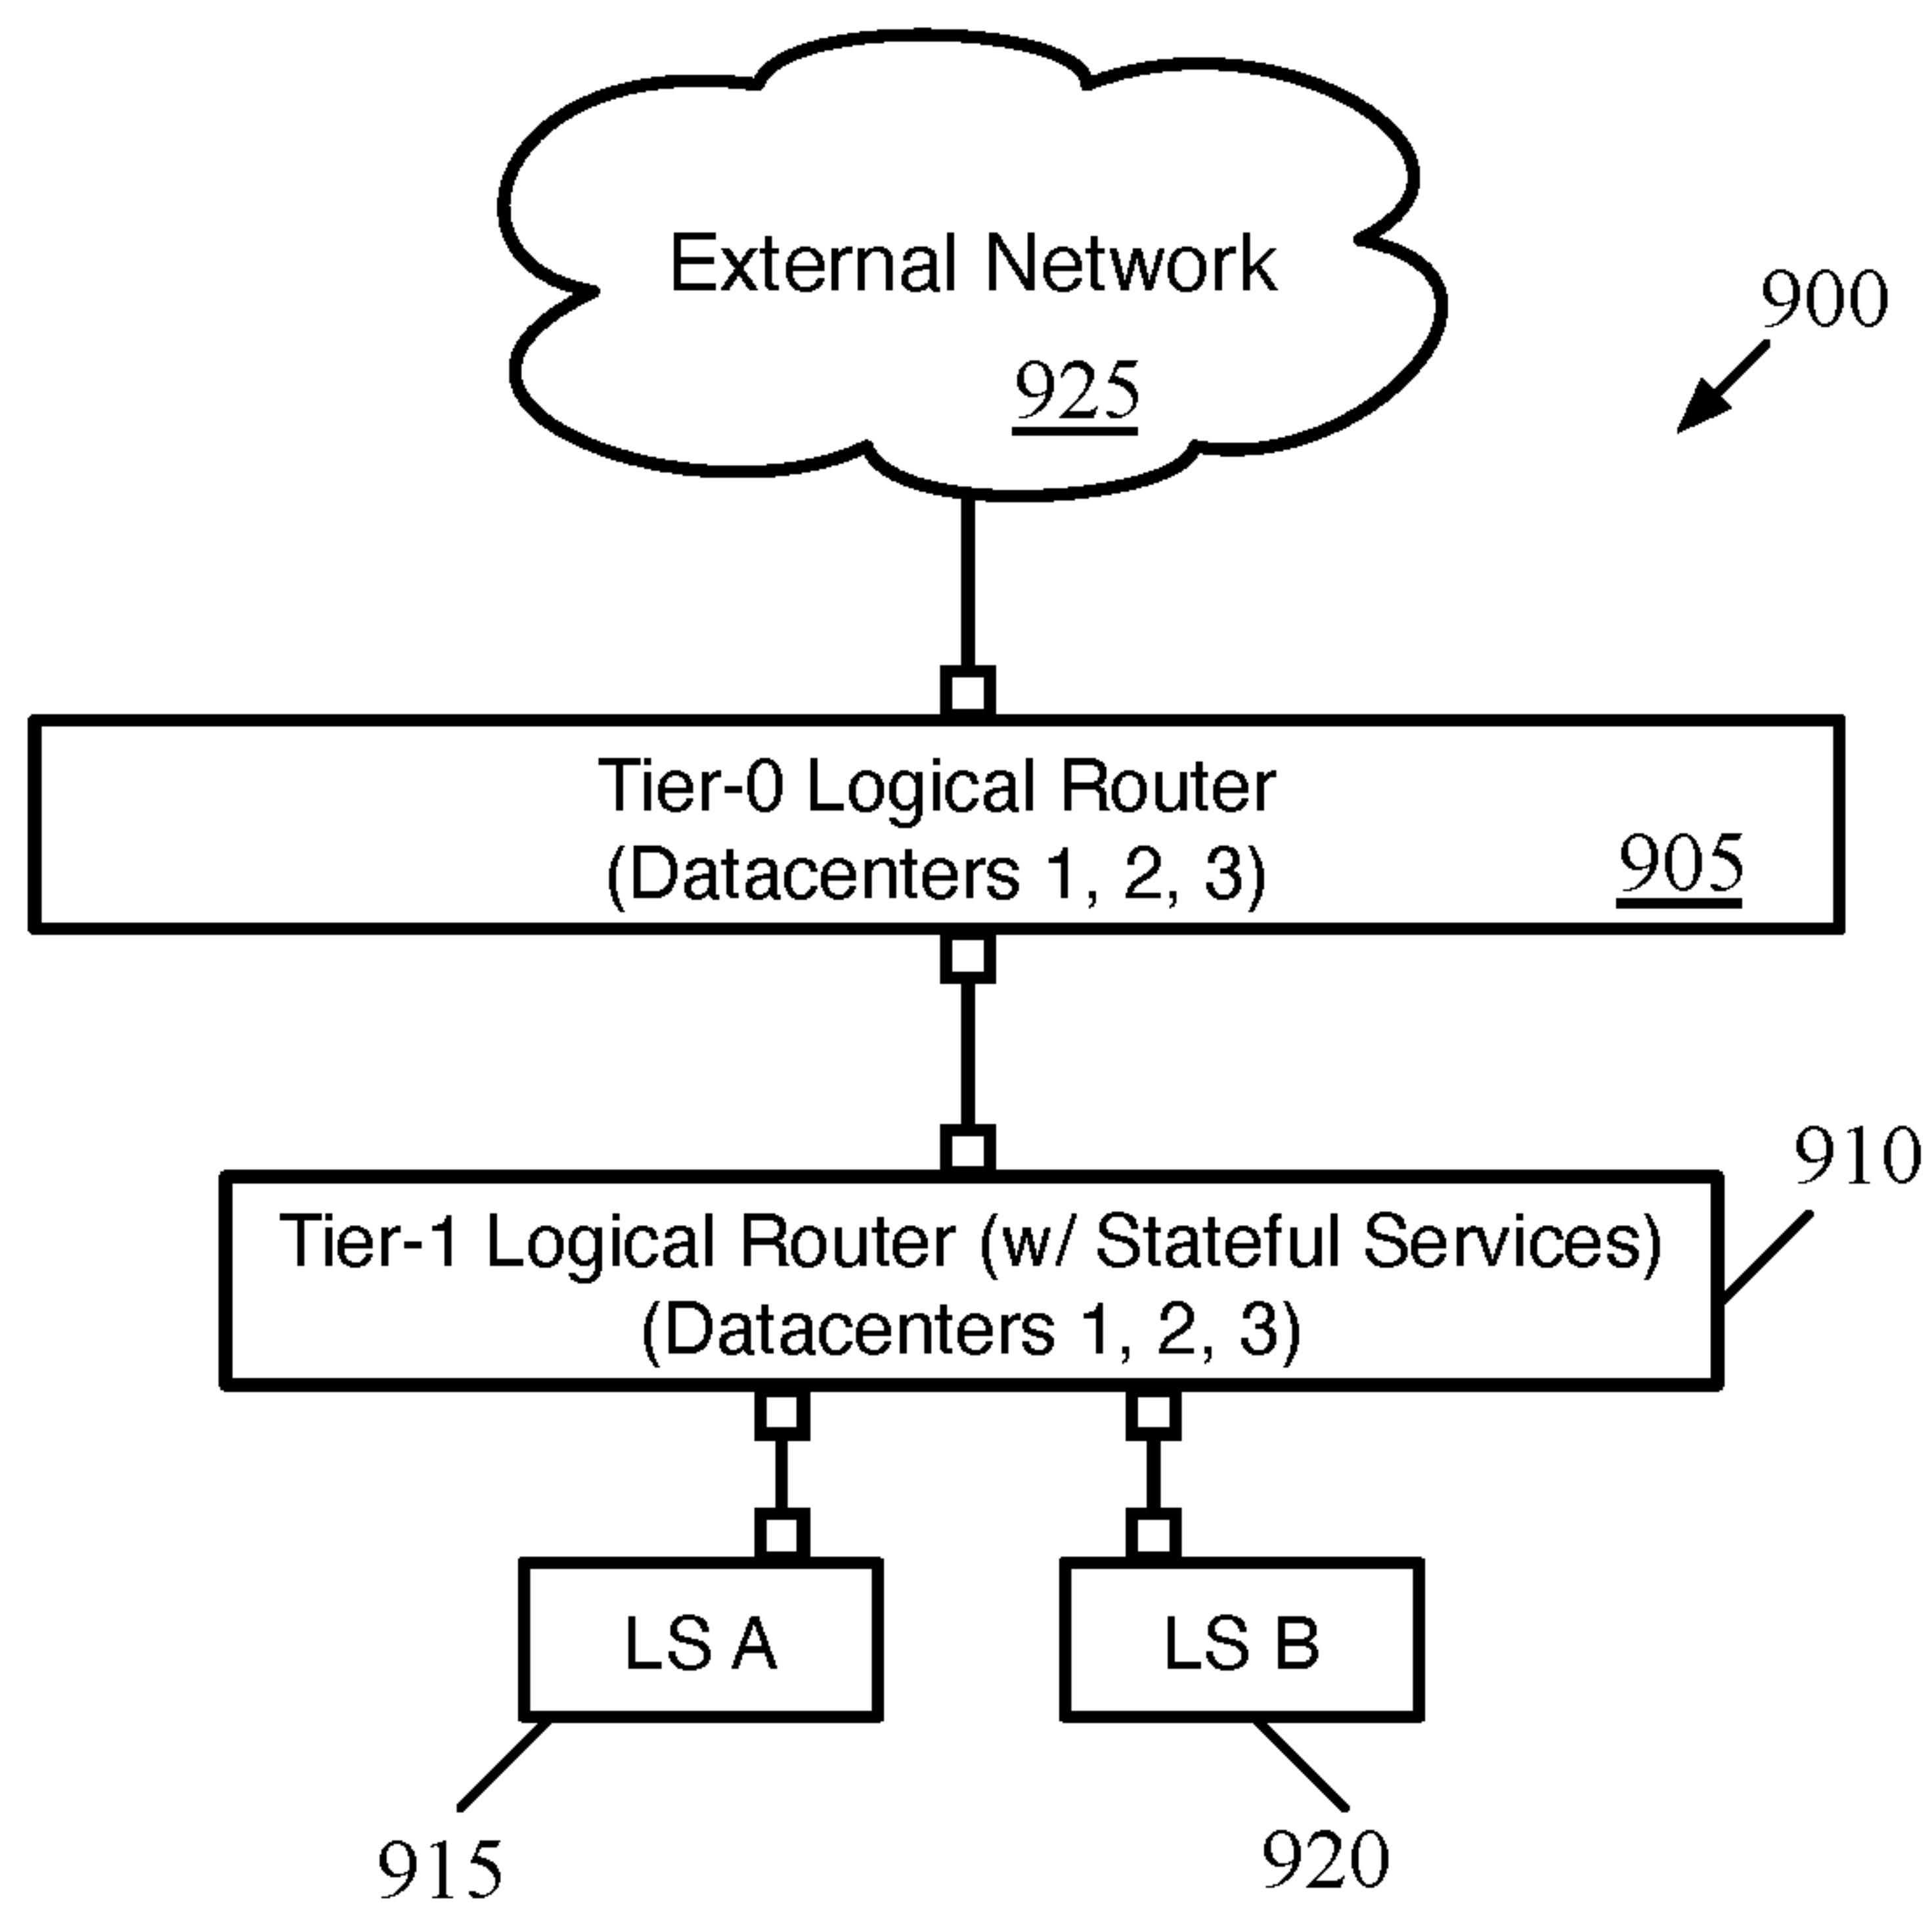 External Network
925
900
Tier-0 Logical Router
(Datacenters 1, 2, 3)
905
910
Tier-1 Logical Router (w/ Stateful Services)
(Datacenters 1, 2, 3)
LS A
LS B
915
920